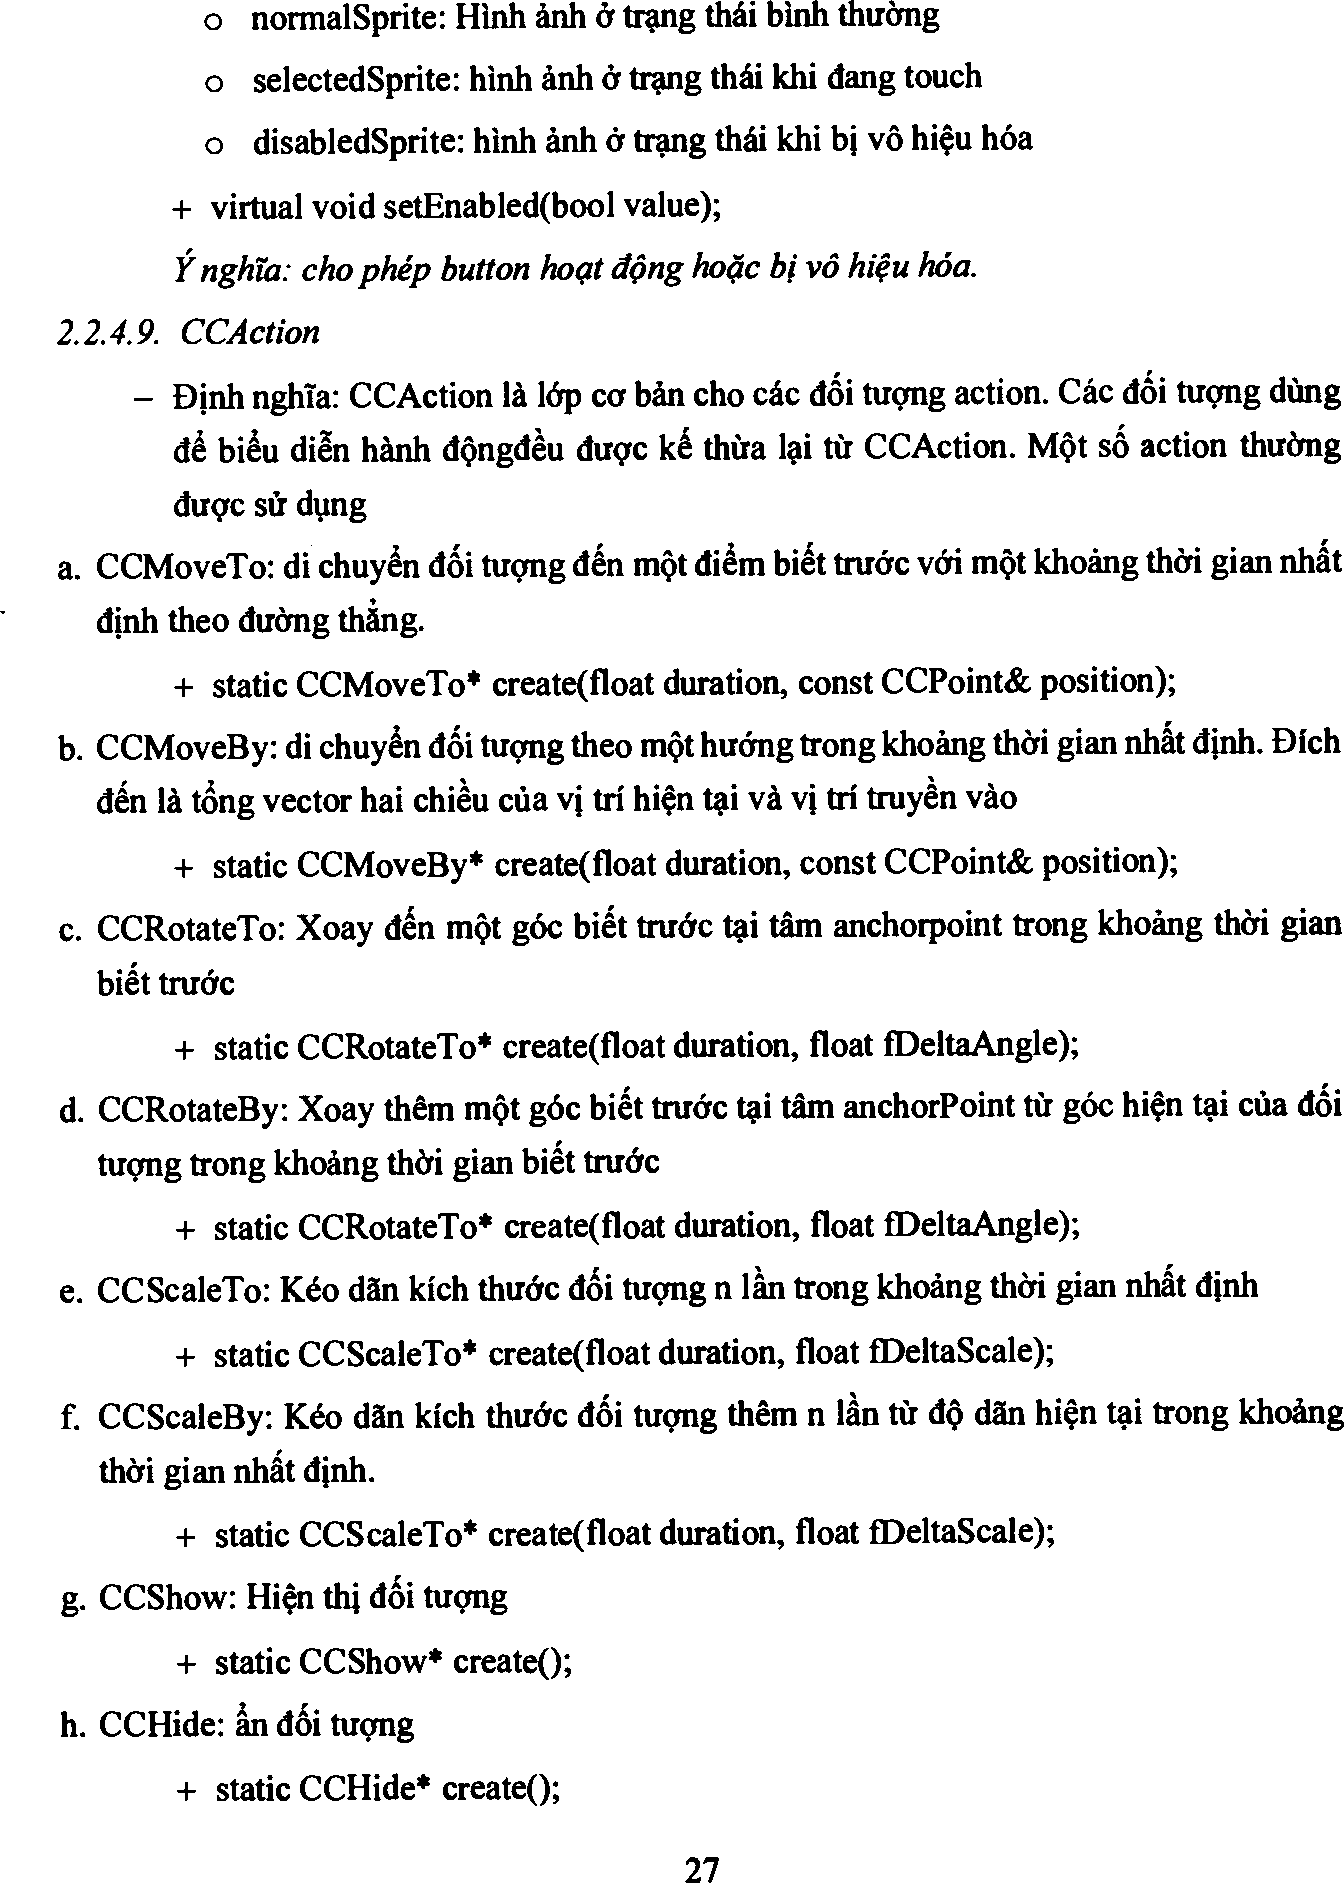 o normalSprite: Hình ảnh ở trạng thái bình thường
o selectedSprite: hình ảnh ở trạng thái khi đang touch
o disabledSprite: hình ảnh ở trạng thái khi bị vô hiệu hóa
+ virtual void setEnabled(bool value);
Ý nghĩa: cho phép button hoạt động hoặc bị vô hiệu hóa.
2.2.4.9. CCAction
– Định nghĩa: CCAction là lớp cơ bản cho các đối tượng action. Các đối tượng dùng
để biểu diễn hành độngđều được kế thừa lại từ CCAction. Một số action thường
được sử dụng
a. CCMoveTo: di chuyển đối tượng đến một điểm biết trước với một khoảng thời gian nhất
định theo đường thẳng.
+ static CCMoveTo* create(float duration, const CCPoint& position);
b. CCMoveBy: di chuyển đối tượng theo một hướng trong khoảng thời gian nhất định. Đích
đến là tổng vector hai chiều của vị trí hiện tại và vị trí truyền vào
+ static CCMoveBy* create(float duration, const CCPoint& position);
c. CCRotateTo: Xoay đến một góc biết trước tại tâm anchorpoint trong khoảng thời gian
biết trước
+ static CCRotateTo* create(float duration, float fDeltaAngle);
d. CCRotateBy: Xoay thêm một góc biết trước tại tâm anchorPoint từ góc hiện tại của đối
tượng trong khoảng thời gian biết trước
+ static CCRotateTo* create(float duration, float fDeltaAngle);
e. CCScaleTo: Kéo dãn kích thước đối tượng n lần trong khoảng thời gian nhất định
+ static CCScaleTo* create(float duration, float fDeltaScale);
f. CCScaleBy: Kéo dãn kích thước đối tượng thêm n lần từ độ dãn hiện tại trong khoảng
thời gian nhất định.
+ static CCScaleTo* create(float duration, float fDeltaScale);
g. CCShow: Hiện thị đối tượng
+ static CCShow* create();
h. CCHide: ẩn đối tượng
+ static CCHide* create();
27